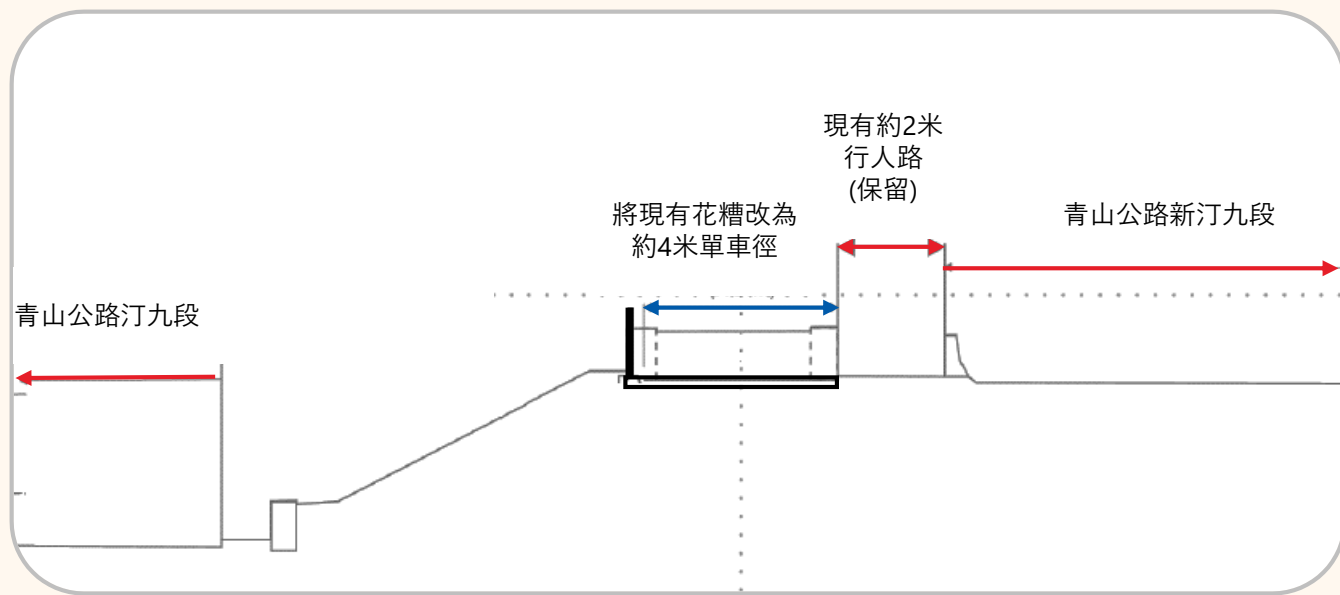 現有約2米
行人路
(保留)
將現有花糟改為
約4米單車徑
青山公路新汀九段
青山公路汀九段